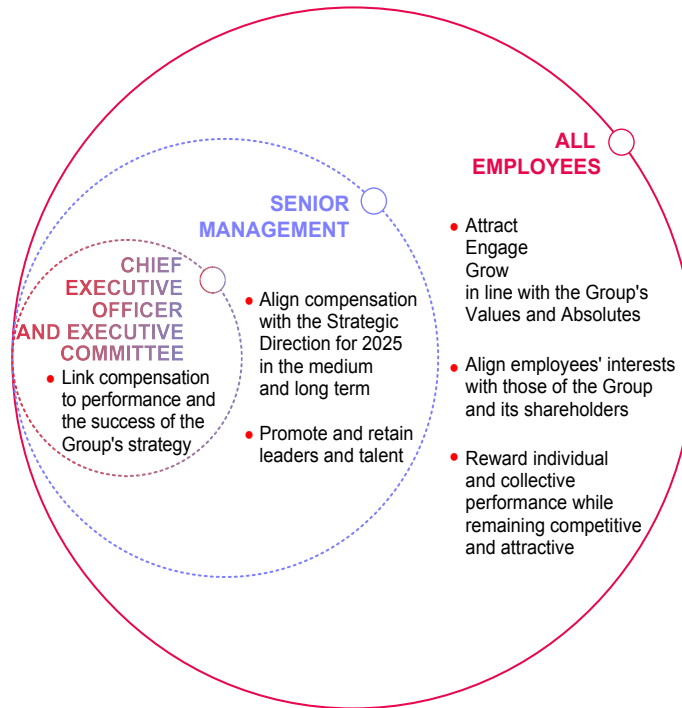 ALL
EMPLOYEES
• Attract
Engage
Grow
in line with the Group's
Values and Absolutes
• Align employees' interests
with those of the Group
and its shareholders
• Reward individual
and collective
performance while
remaining competitive
and attractive
SENIOR
MANAGEMENT
• Align compensation
with the Strategic
Direction for 2025
in the medium
and long term
• Promote and retain
leaders and talent
CHIEF
EXECUTIVE
OFFICER
AND EXECUTIVE
COMMITTEE
• Link compensation
to performance and
the success of the
Group's strategy